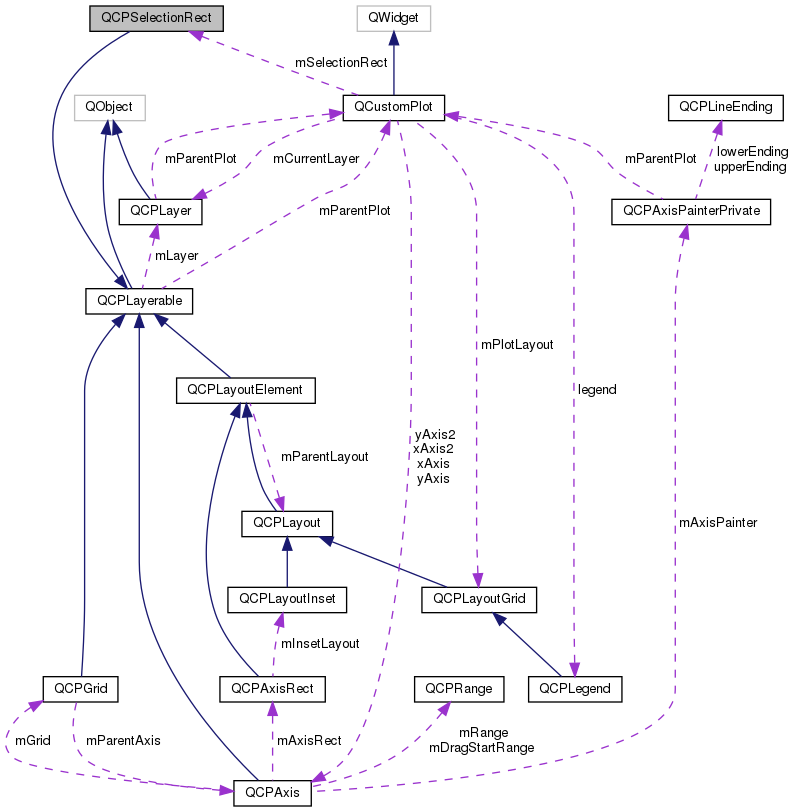 QCPSelectionRect
QWidget
mSelectionRect
QObject
QCustomPlot
QCPLineEnding
mParentPlot
mCurrentLayer
mParentPlot
lowerEnding
upperEnding
QCPLayer
mParentPlot
QCPAxisPainterPrivate
mLayer
QCPLayerable
mPlotLayout
QCPLayoutElement
legend
yAxis2
xAxis2
xAxis
yAxis
mParentLayout
QCPLayout
mAxisPainter
QCPLayoutInset
QCPLayoutGrid
mInsetLayout
QCPGrid
QCPAxisRect
QCPRange
QCPLegend
mGrid
mParentAxis
mAxisRect
mRange
mDragStartRange
QCPAxis